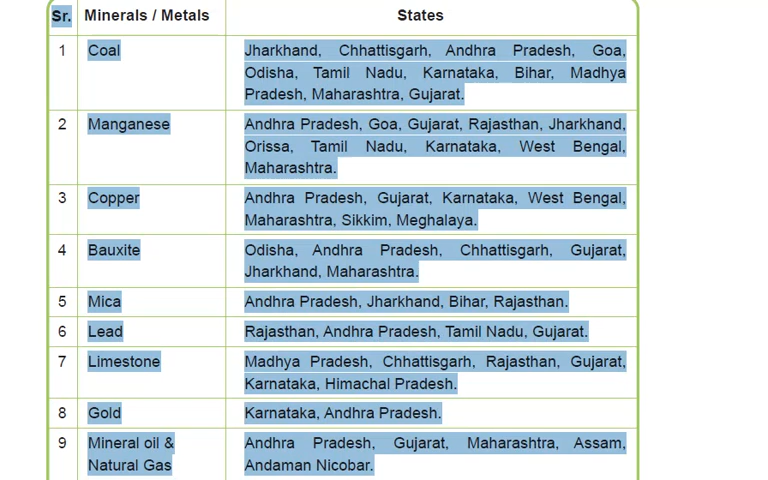 Sr. Minerals / Metals States
1 Coal Jharkhand, Chhattisgarh, Andhra Pradesh, Goa,
Odisha, Tamil Nadu, Karnataka, Bihar, Madhya
Pradesh, Maharashtra, Gujarat.
2 Manganese Andhra Pradesh, Goa, Gujarat, Rajasthan, Jharkhand,
Orissa, Tamil Nadu, Karnataka, West Bengal,
Maharashtra.
3 Copper Andhra Pradesh, Gujarat, Karnataka, West Bengal,
Maharashtra, Sikkim, Meghalaya.
4 Bauxite Odisha, Andhra Pradesh, Chhattisgarh, Gujarat,
Jharkhand, Maharashtra.
5 Mica Andhra Pradesh, Jharkhand, Bihar, Rajasthan.
6 Lead Rajasthan, Andhra Pradesh, Tamil Nadu, Gujarat.
7 Limestone Madhya Pradesh, Chhattisgarh, Rajasthan, Gujarat,
Karnataka, Himachal Pradesh.
8 Gold Karnataka, Andhra Pradesh.
9 Mineral oil & Andhra Pradesh, Gujarat, Maharashtra, Assam,
Natural Gas Andaman Nicobar.